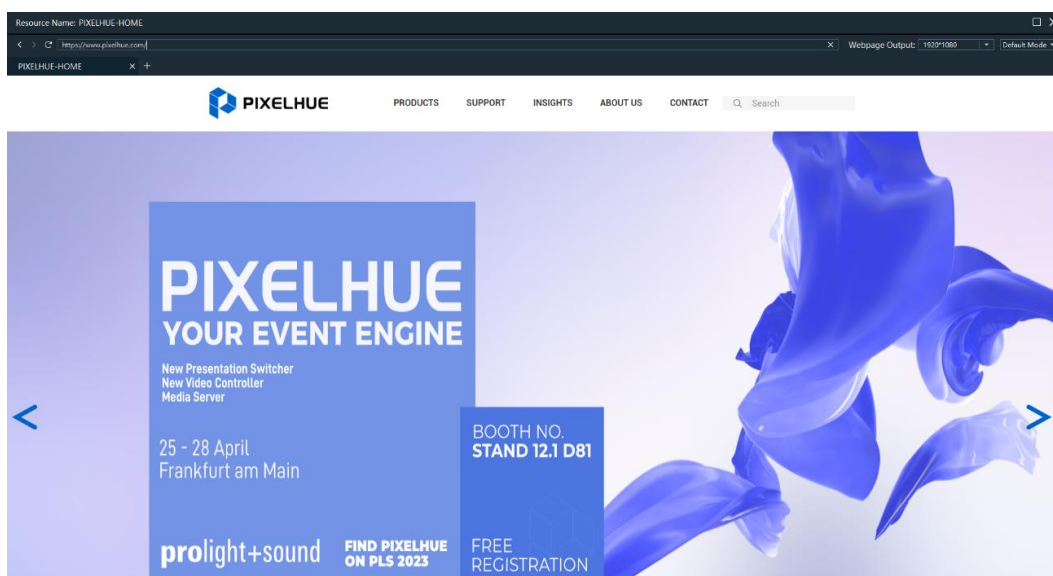 Resource Name: PIXELHUE-HOME
https://www.pixelhue.com/
Webpage Output: 1920*1080 Default Mode
PIXELHUE-HOME
PIXELHUE PRODUCTS SUPPORT INSIGHTS ABOUT US CONTACT Search
PIXELHUE
YOUR EVENT ENGINE
New Presentation Switcher
New Video Controller
Media Server
25 - 28 April
Frankfurt am Main
BOOTH NO.
STAND 12.1 D81
prolight+sound
FIND PIXELHUE
ON PLS 2023
FREE
REGISTRATION